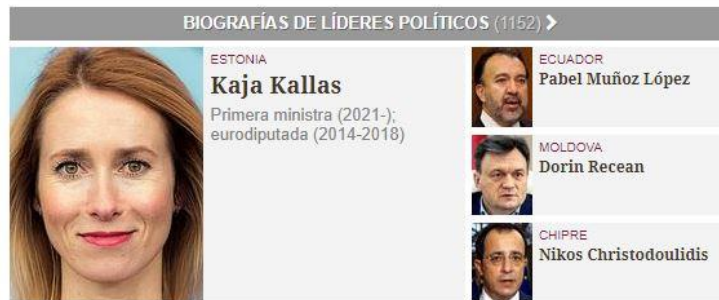 BIOGRAFÍAS DE LÍDERES POLÍTICOS (1152)
ESTONIA
Kaja Kallas
Primera ministra (2021-);
eurodiputada (2014-2018)
ECUADOR
Pabel Muñoz López
MOLDOVA
Dorin Recean
CHIPRE
Nikos Christodoulidis